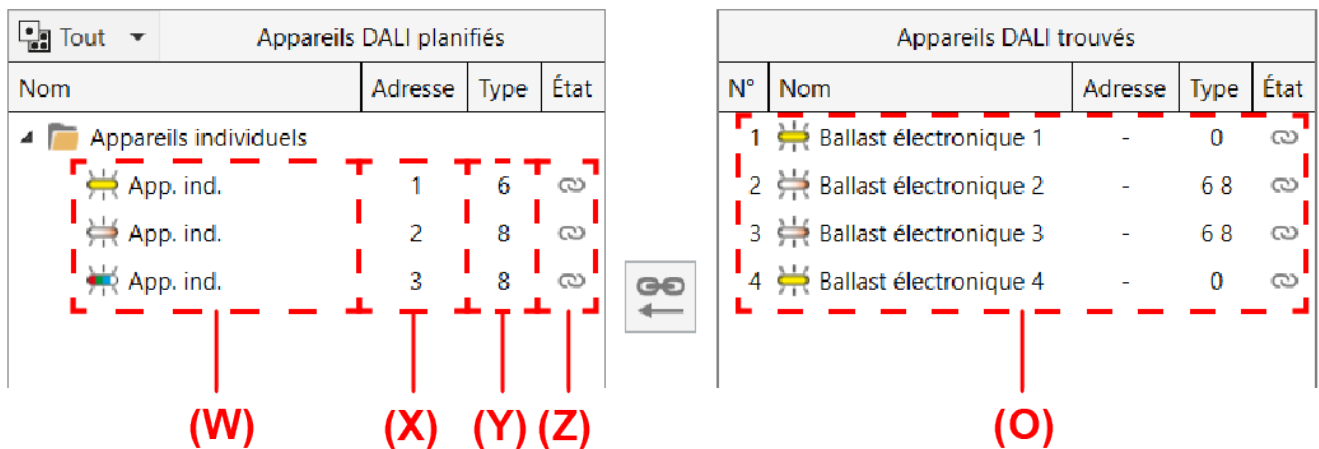 Tout Appareils DALI planifiés
Nom Adresse Type État
Appareils individuels
App. ind. 1 6
App. ind. 2 8
App. ind. 3 8
(W) (X) (Y) (Z)
Appareils DALI trouvés
N° Nom Adresse Type État
1 Ballast électronique 1 - 0
2 Ballast électronique 2 - 6 8
3 Ballast électronique 3 - 6 8
4 Ballast électronique 4 - 0
(O)